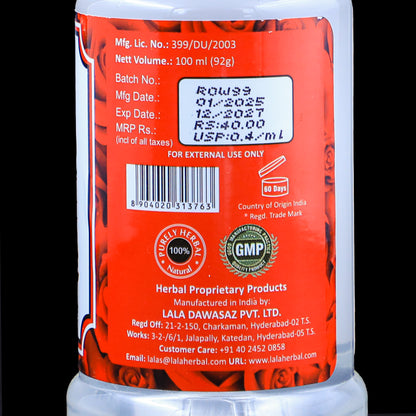 Mfg. Lic. No.: 399/DU/2003
Nett Volume.: 100 ml (92g)
Batch No.: ROW99
Mfg Date.: 01/2025
Exp Date.: 12/2027
MRP Rs.: RS:40.00
(incl of all taxes) USP:0.4/ml
FOR EXTERNAL USE ONLY
60 Days
8 904020 313763
Country of Origin India
® Regd. Trade Mark
PURELY HERBAL
100%
Natural
MANUFACTURING PRACTICE
GMP
QUALITY PRODUCT
Herbal Proprietary Products
Manufactured in India by:
LALA DAWASAZ PVT. LTD.
Regd Off: 21-2-150, Charkaman, Hyderabad-02 T.S.
Works: 3-2-/6/1, Jalapally, Katedan, Hyderabad-05 T.S.
Customer Care: +91 40 2452 0858
Email: lalas@lalaherbal.com URL: www.lalaherbal.com